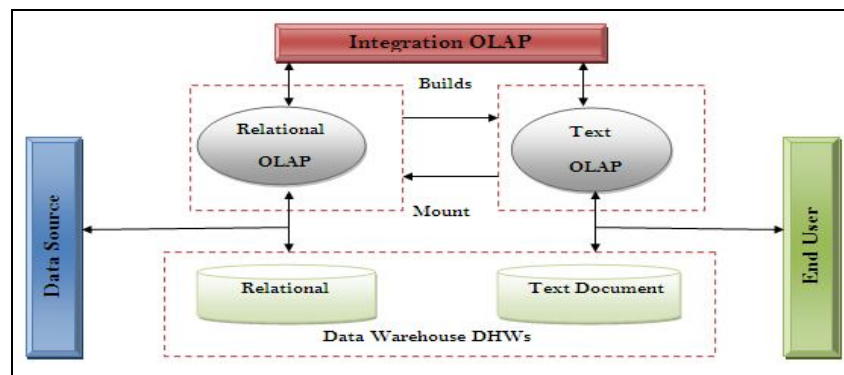 Integration OLAP
Builds
Relational
OLAP
Text
OLAP
Mount
Data Source
End User
Relational
Text Document
Data Warehouse DHWs